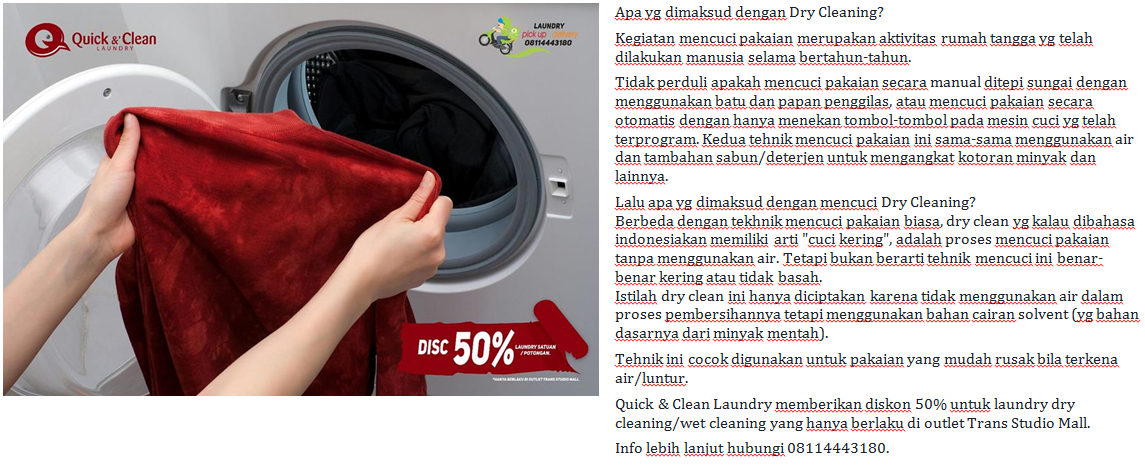 Quick & Clean
LAUNDRY
LAUNDRY
pick up delivery
08114443180
DISC 50% LAUNDRY SATUAN
/ POTONGAN.
*HANYA BERLAKU DI OUTLET TRANS STUDIO MALL
Apa yg dimaksud dengan Dry Cleaning?
Kegiatan mencuci pakaian merupakan aktivitas rumah tangga yg telah
dilakukan manusia selama bertahun-tahun.
Tidak perduli apakah mencuci pakaian secara manual ditepi sungai dengan
menggunakan batu dan papan penggilas, atau mencuci pakaian secara
otomatis dengan hanya menekan tombol-tombol pada mesin cuci yg telah
terprogram. Kedua tehnik mencuci pakaian ini sama-sama menggunakan air
dan tambahan sabun/deterjen untuk mengangkat kotoran minyak dan
lainnya.
Lalu apa yg dimaksud dengan mencuci Dry Cleaning?
Berbeda dengan tekhnik mencuci pakaian biasa, dry clean yg kalau dibahasa
indonesiakan memiliki arti "cuci kering", adalah proses mencuci pakaian
tanpa menggunakan air. Tetapi bukan berarti tehnik mencuci ini benar-
benar kering atau tidak basah.
Istilah dry clean ini hanya diciptakan karena tidak menggunakan air dalam
proses pembersihannya tetapi menggunakan bahan cairan solvent (yg bahan
dasarnya dari minyak mentah).
Tehnik ini cocok digunakan untuk pakaian yang mudah rusak bila terkena
air/luntur.
Quick & Clean Laundry memberikan diskon 50% untuk laundry dry
cleaning/wet cleaning yang hanya berlaku di outlet Trans Studio Mall.
Info lebih lanjut hubungi 08114443180.